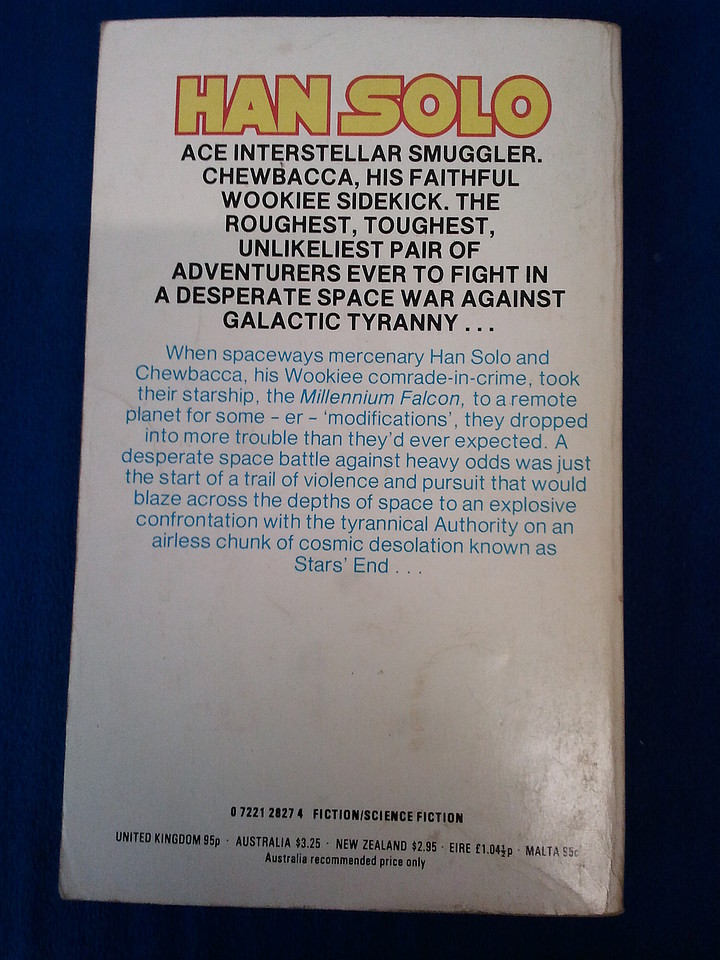 HAN SOLO
ACE INTERSTELLAR SMUGGLER.
CHEWBACCA, HIS FAITHFUL
WOOKIEE SIDEKICK. THE
ROUGHEST, TOUGHEST,
UNLIKELIEST PAIR OF
ADVENTURERS EVER TO FIGHT IN
A DESPERATE SPACE WAR AGAINST
GALACTIC TYRANNY . . .
When spaceways mercenary Han Solo and
Chewbacca, his Wookiee comrade-in-crime, took
their starship, the Millennium Falcon, to a remote
planet for some – er – ‘modifications’, they dropped
into more trouble than they’d ever expected. A
desperate space battle against heavy odds was just
the start of a trail of violence and pursuit that would
blaze across the depths of space to an explosive
confrontation with the tyrannical Authority on an
airless chunk of cosmic desolation known as
Stars’ End . . .
0 7221 2827 4 FICTION/SCIENCE FICTION
UNITED KINGDOM 95p · AUSTRALIA $3.25 · NEW ZEALAND $2.95 · EIRE £1.04½p · MALTA 95c
Australia recommended price only